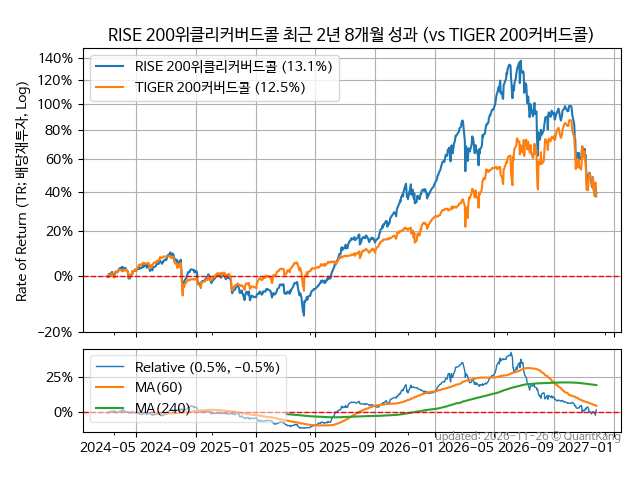 RISE 200위클리커버드콜 최근 2년 8개월 성과 (vs TIGER 200커버드콜)
Rate of Return (TR: 배당재투자, Log)
140%
120%
100%
80%
60%
40%
20%
0%
−20%
RISE 200위클리커버드콜 (13.1%)
TIGER 200커버드콜 (12.5%)
25%
0%
Relative (0.5%, −0.5%)
MA(60)
MA(240)
Updated: 2026-11-26 © QuantKang
2024-05 2024-09 2025-01 2025-05 2025-09 2026-01 2026-05 2026-09 2027-01